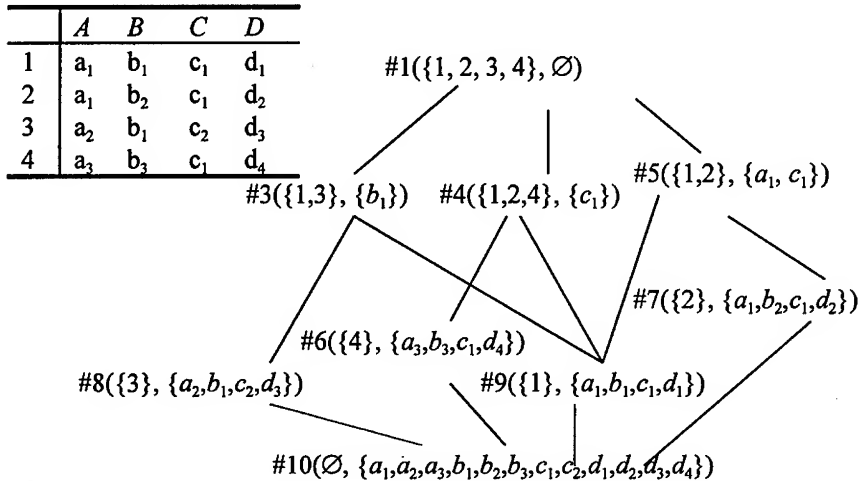 A B C D
1 a₁ b₁ c₁ d₁
2 a₁ b₂ c₁ d₂
3 a₂ b₁ c₂ d₃
4 a₃ b₃ c₁ d₄
#1({1, 2, 3, 4}, ∅)
#3({1,3}, {b₁})
#4({1,2,4}, {c₁})
#5({1,2}, {a₁, c₁})
#7({2}, {a₁,b₂,c₁,d₂})
#6({4}, {a₃,b₃,c₁,d₄})
#8({3}, {a₂,b₁,c₂,d₃})
#9({1}, {a₁,b₁,c₁,d₁})
#10(∅, {a₁,a₂,a₃,b₁,b₂,b₃,c₁,c₂,d₁,d₂,d₃,d₄})